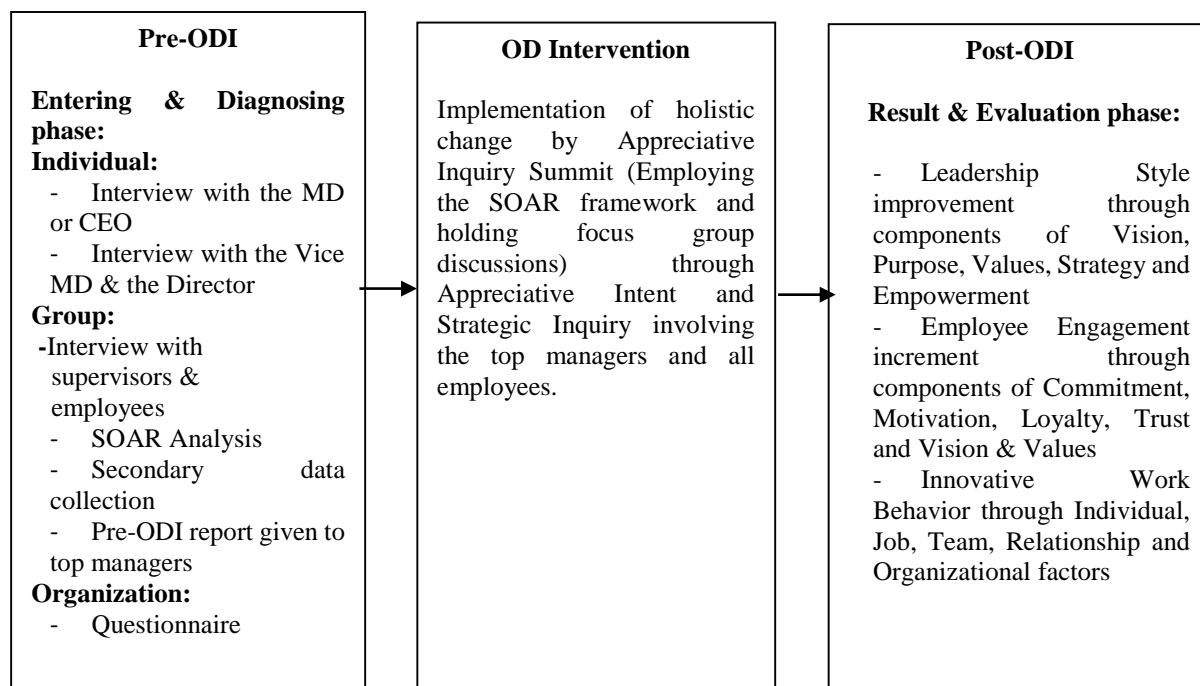 Pre-ODI
Entering & Diagnosing
phase:
Individual:
- Interview with the MD
or CEO
- Interview with the Vice
MD & the Director
Group:
-Interview with
supervisors &
employees
- SOAR Analysis
- Secondary data
collection
- Pre-ODI report given to
top managers
Organization:
- Questionnaire
OD Intervention
Implementation of holistic
change by Appreciative
Inquiry Summit (Employing
the SOAR framework and
holding focus group
discussions) through
Appreciative Intent and
Strategic Inquiry involving
the top managers and all
employees.
Post-ODI
Result & Evaluation phase:
- Leadership Style
improvement through
components of Vision,
Purpose, Values, Strategy and
Empowerment
- Employee Engagement
increment through
components of Commitment,
Motivation, Loyalty, Trust
and Vision & Values
- Innovative Work
Behavior through Individual,
Job, Team, Relationship and
Organizational factors